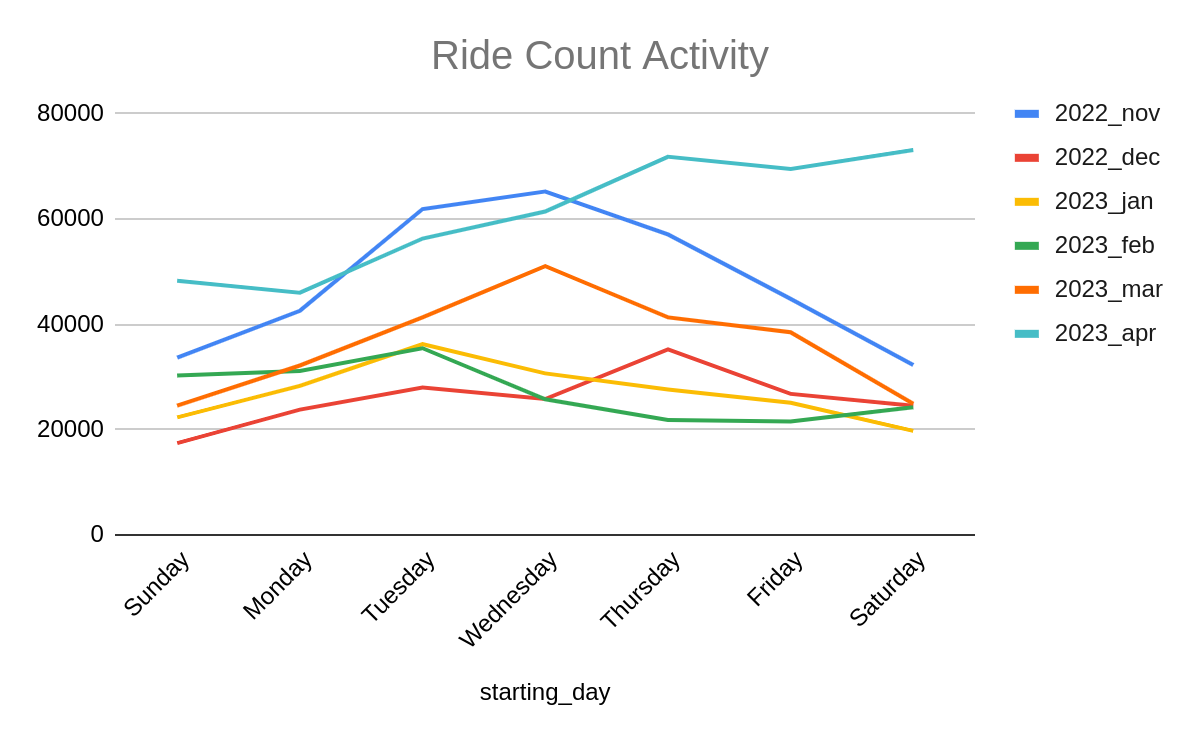 Ride Count Activity
80000
60000
40000
20000
0
Sunday
Monday
Tuesday
Wednesday
Thursday
Friday
Saturday
starting_day
2022_nov
2022_dec
2023_jan
2023_feb
2023_mar
2023_apr